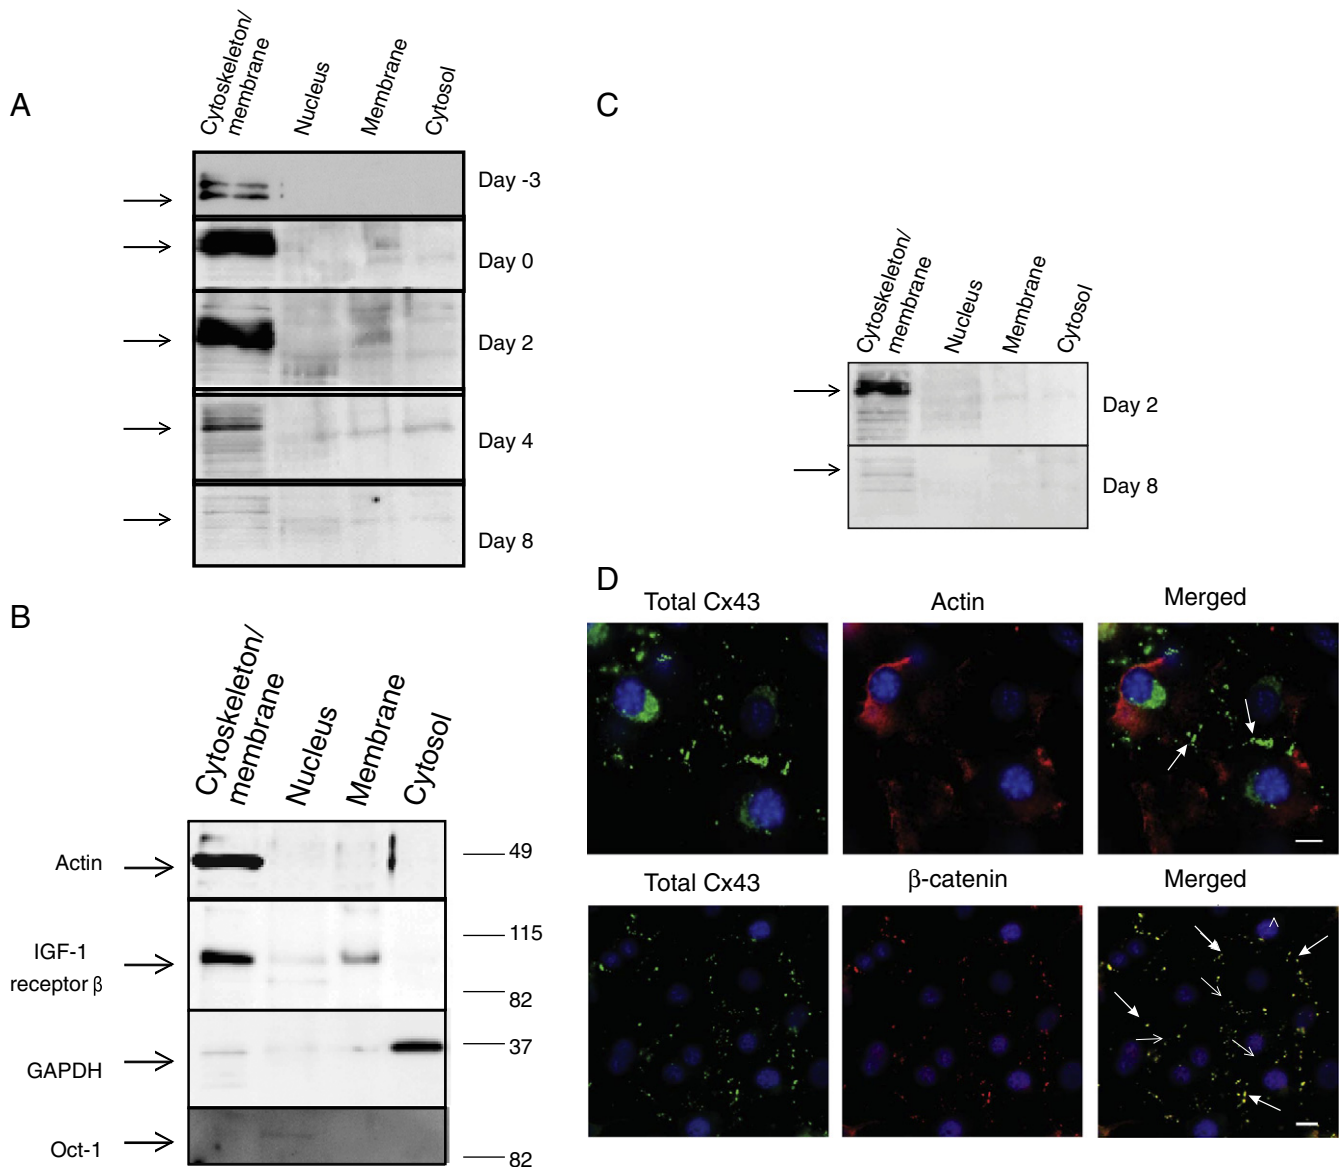 A
Cytoskeleton/
membrane
Nucleus
Membrane
Cytosol
Day -3
Day 0
Day 2
Day 4
Day 8
B
Cytoskeleton/
membrane
Nucleus
Membrane
Cytosol
Actin
49
IGF-1
receptor β
115
82
GAPDH
37
Oct-1
82
C
Cytoskeleton/
membrane
Nucleus
Membrane
Cytosol
Day 2
Day 8
D
Total Cx43
Actin
Merged
Total Cx43
β-catenin
Merged